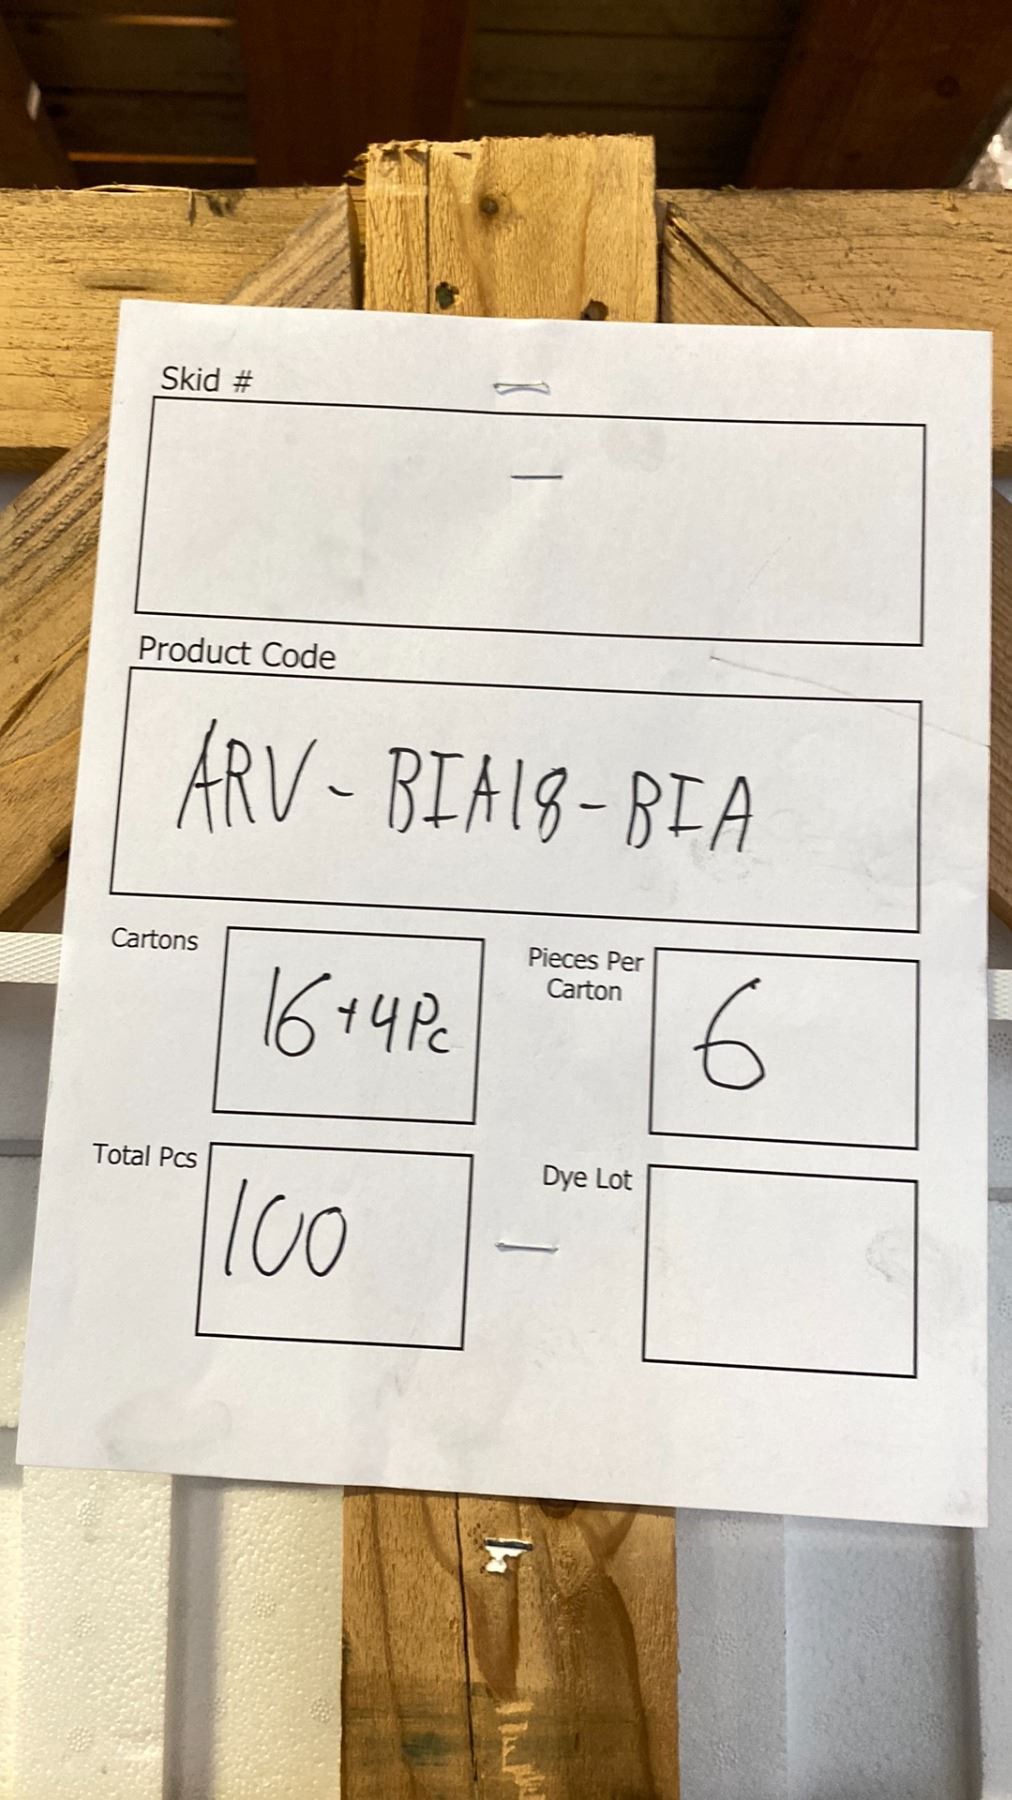 Skid #
Product Code
ARV - BIA18 - BIA
Cartons
16 + 4Pc
Pieces Per
Carton
6
Total Pcs
100
Dye Lot